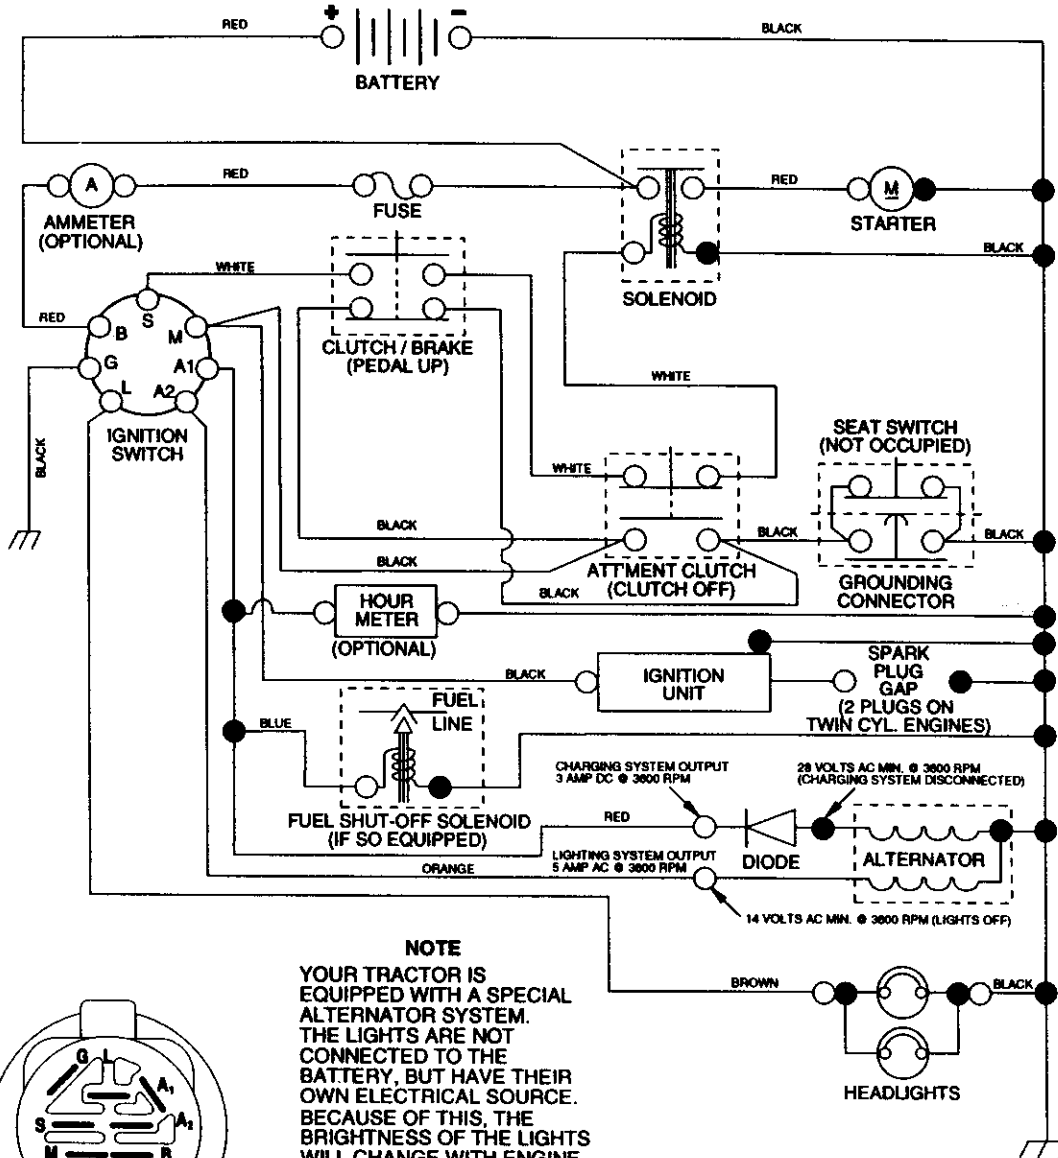 + -
RED
BLACK
BATTERY
A
RED
RED
M
AMMETER
(OPTIONAL)
FUSE
STARTER
BLACK
WHITE
SOLENOID
RED
S
B
M
G
A1
L
A2
CLUTCH / BRAKE
(PEDAL UP)
WHITE
IGNITION
SWITCH
BLACK
SEAT SWITCH
(NOT OCCUPIED)
WHITE
BLACK
BLACK
BLACK
BLACK
ATT'MENT CLUTCH
(CLUTCH OFF)
BLACK
GROUNDING
CONNECTOR
HOUR
METER
(OPTIONAL)
BLACK
IGNITION
UNIT
SPARK
PLUG
GAP
(2 PLUGS ON
TWIN CYL. ENGINES)
FUEL
LINE
BLUE
CHARGING SYSTEM OUTPUT
3 AMP DC @ 3600 RPM
28 VOLTS AC MIN. @ 3600 RPM
(CHARGING SYSTEM DISCONNECTED)
FUEL SHUT-OFF SOLENOID
(IF SO EQUIPPED)
RED
DIODE
ALTERNATOR
LIGHTING SYSTEM OUTPUT
5 AMP AC @ 3600 RPM
ORANGE
14 VOLTS AC MIN. @ 3600 RPM (LIGHTS OFF)
BROWN
BLACK
HEADLIGHTS
NOTE
YOUR TRACTOR IS
EQUIPPED WITH A SPECIAL
ALTERNATOR SYSTEM.
THE LIGHTS ARE NOT
CONNECTED TO THE
BATTERY, BUT HAVE THEIR
OWN ELECTRICAL SOURCE.
BECAUSE OF THIS, THE
BRIGHTNESS OF THE LIGHTS
WILL CHANGE WITH ENGINE
G L
A1
S
A2
M
B